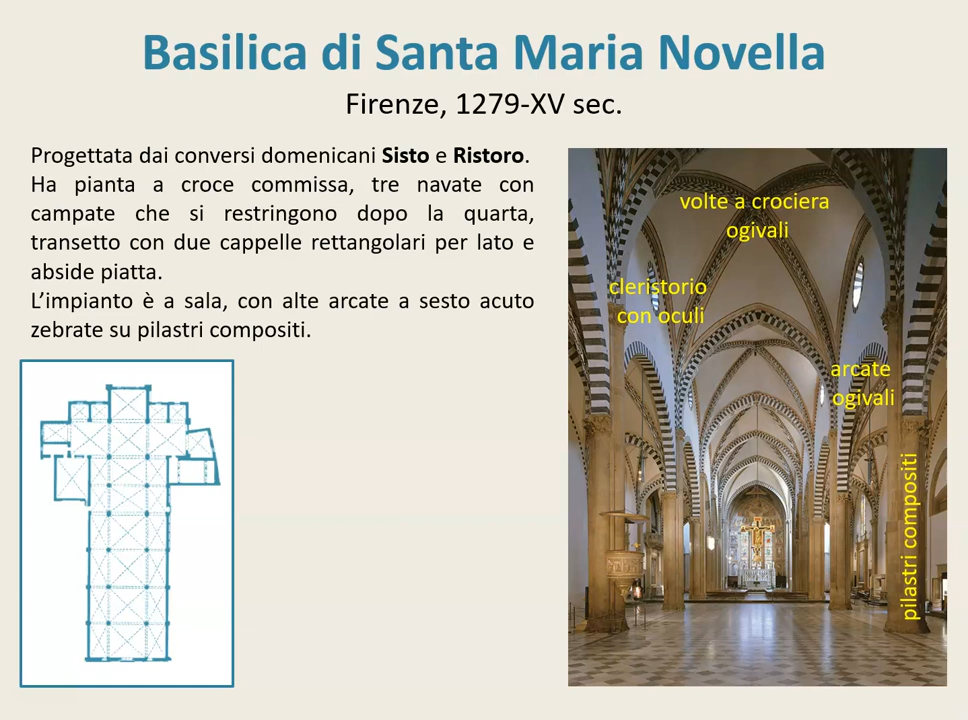 Basilica di Santa Maria Novella
Firenze, 1279-XV sec.
Progettata dai conversi domenicani Sisto e Ristoro.
Ha pianta a croce commissa, tre navate con
campate che si restringono dopo la quarta,
transetto con due cappelle rettangolari per lato e
abside piatta.
L’impianto è a sala, con alte arcate a sesto acuto
zebrate su pilastri compositi.
volte a crociera
ogivali
cleristorio
con oculi
arcate
ogivali
pilastri compositi